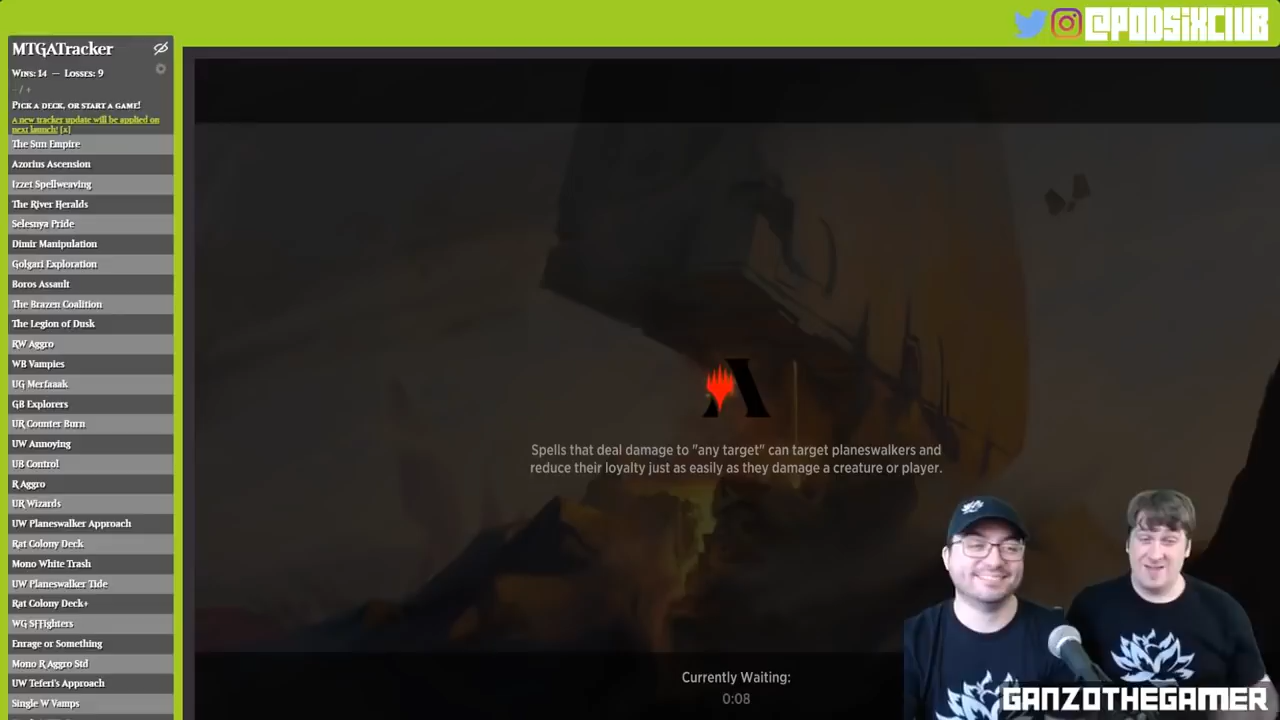 @PODSIXCLUB
MTGATracker
Wins: 14 — Losses: 9
- / +
Pick a deck, or start a game!
A new tracker update will be applied on
next launch! [x]
The Sun Empire
Azorius Ascension
Izzet Spellweaving
The River Heralds
Selesnya Pride
Dimir Manipulation
Golgari Exploration
Boros Assault
The Brazen Coalition
The Legion of Dusk
RW Aggro
WB Vampies
UG Merfaaak
GB Explorers
UR Counter Burn
UW Annoying
UB Control
R Aggro
UR Wizards
UW Planeswalker Approach
Rat Colony Deck
Mono White Trash
UW Planeswalker Tide
Rat Colony Deck+
WG SFFighters
Enrage or Something
Mono R Aggro Std
UW Teferi's Approach
Single W Vamps
Spells that deal damage to "any target" can target planeswalkers and
reduce their loyalty just as easily as they damage a creature or player.
Currently Waiting:
0:08
GANZOTHEGAMER